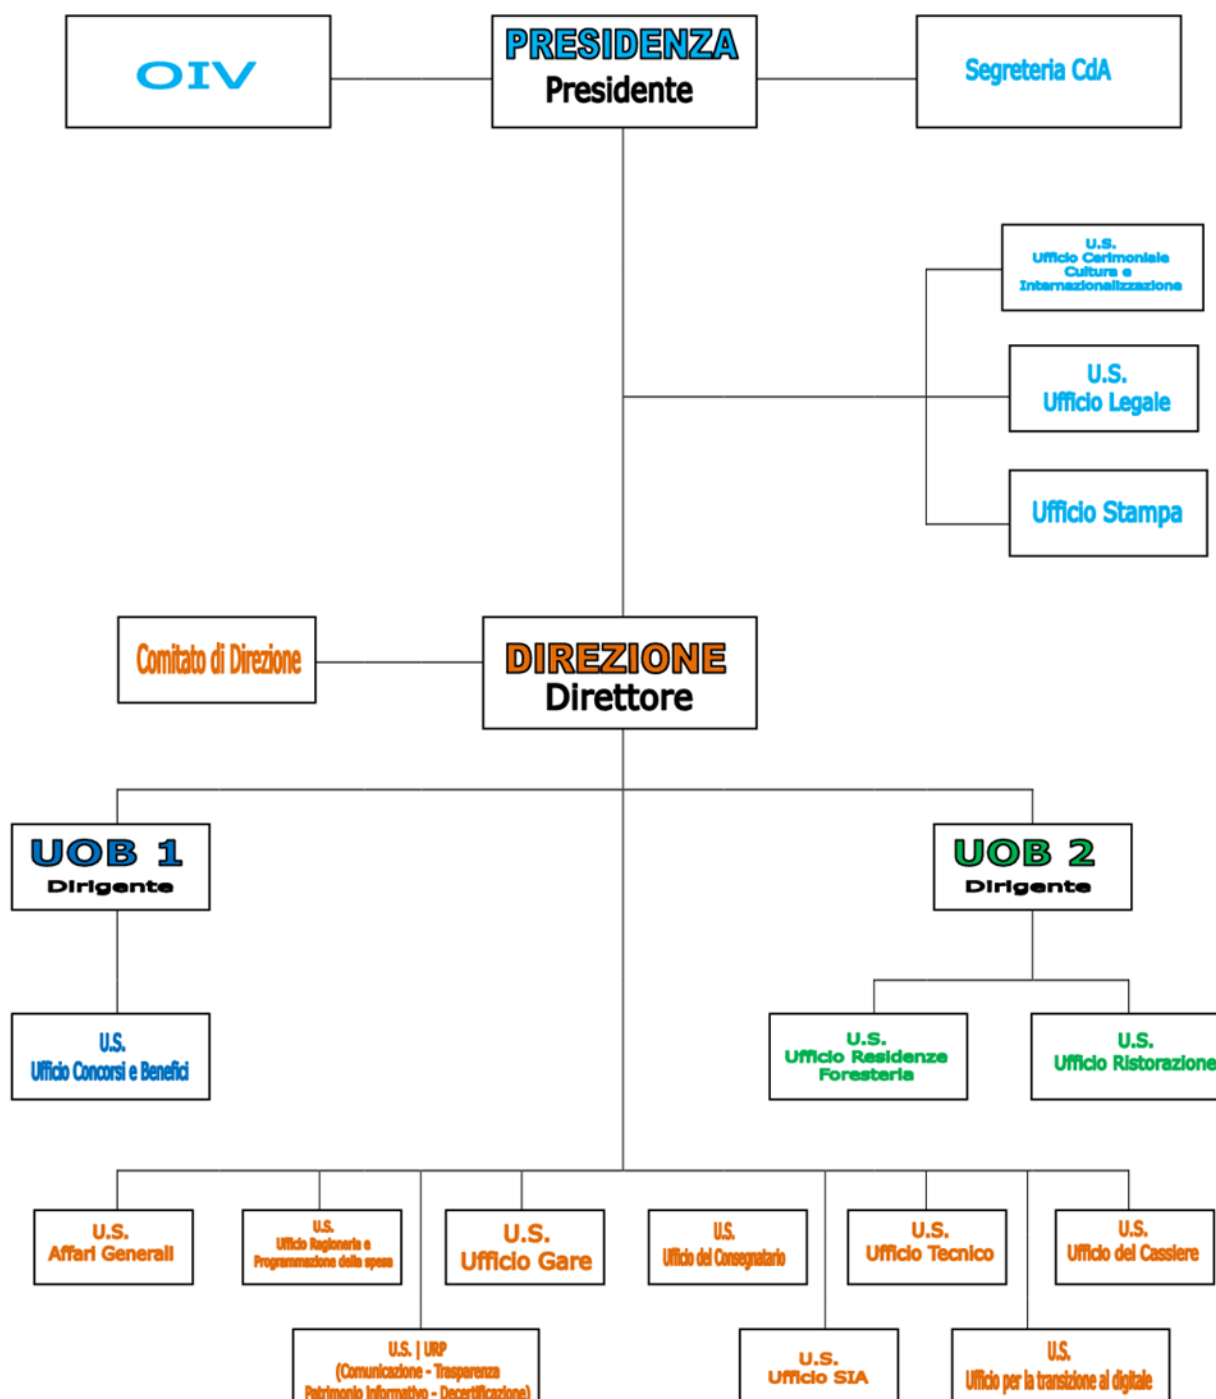 OIV
PRESIDENZA
Presidente
Segreteria CdA
U.S.
Ufficio Cerimoniale
Cultura e
Internazionalizzazione
U.S.
Ufficio Legale
Ufficio Stampa
Comitato di Direzione
DIREZIONE
Direttore
UOB 1
Dirigente
UOB 2
Dirigente
U.S.
Ufficio Concorsi e Benefici
U.S.
Ufficio Residenze
Foresteria
U.S.
Ufficio Ristorazione
U.S.
Affari Generali
U.S.
Ufficio Ragioneria e
Programmazione della spesa
U.S.
Ufficio Gare
U.S.
Ufficio del Consegnatario
U.S.
Ufficio Tecnico
U.S.
Ufficio del Cassiere
U.S. | URP
(Comunicazione - Trasparenza
Patrimonio Informativo - Decertificazione)
U.S.
Ufficio SIA
U.S.
Ufficio per la transizione al digitale